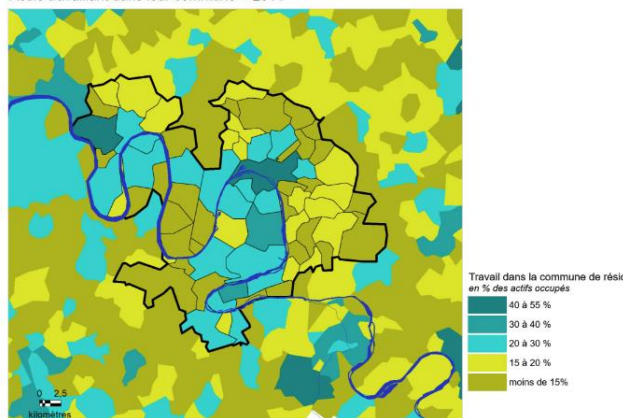 Travail dans la commune de rési
en % des actifs occupés
40 à 55 %
30 à 40 %
20 à 30 %
15 à 20 %
moins de 15%
0 2,5
kilomètres